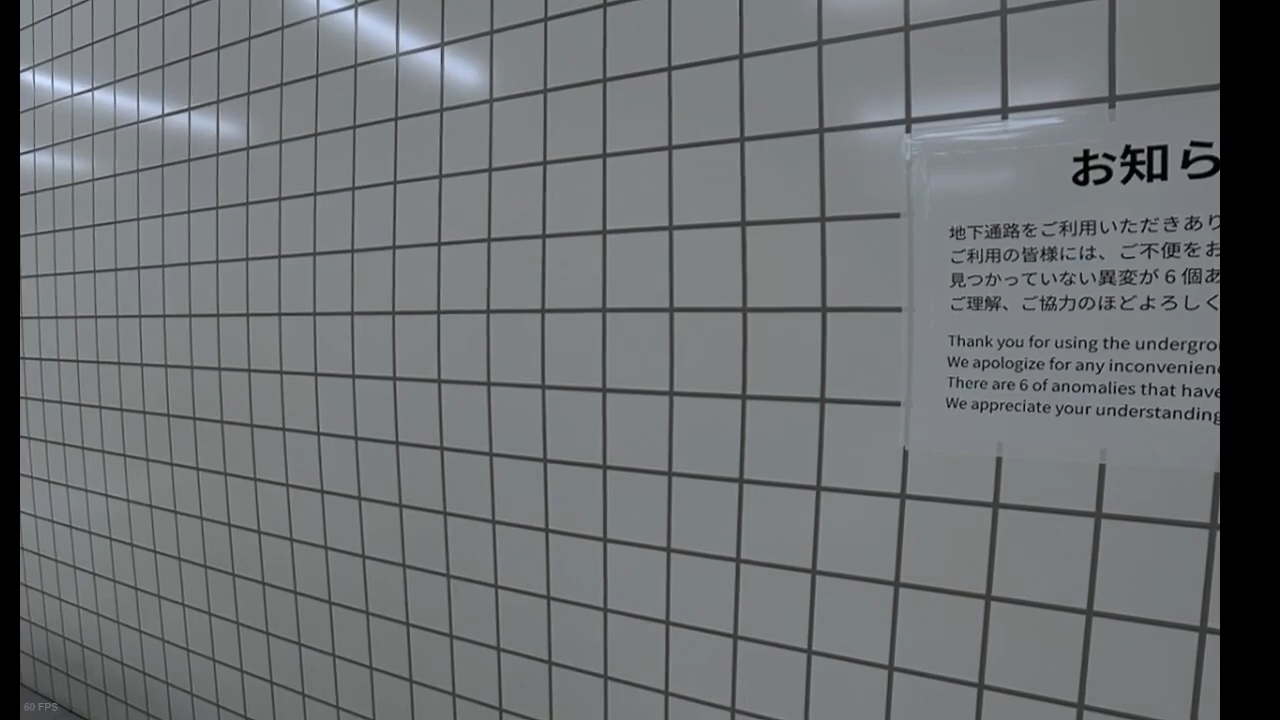 お知ら
地下通路をご利用いただきあり
ご利用の皆様には、ご不便をお
見つかっていない異変が6個あ
ご理解、ご協力のほどよろしく
Thank you for using the undergro
We apologize for any inconvenien
There are 6 of anomalies that have
We appreciate your understanding
60 FPS